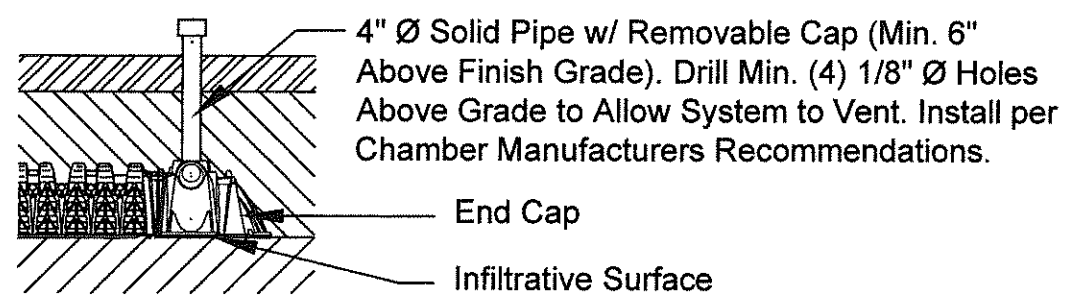 4" Ø Solid Pipe w/ Removable Cap (Min. 6"
Above Finish Grade). Drill Min. (4) 1/8" Ø Holes
Above Grade to Allow System to Vent. Install per
Chamber Manufacturers Recommendations.
End Cap
Infiltrative Surface